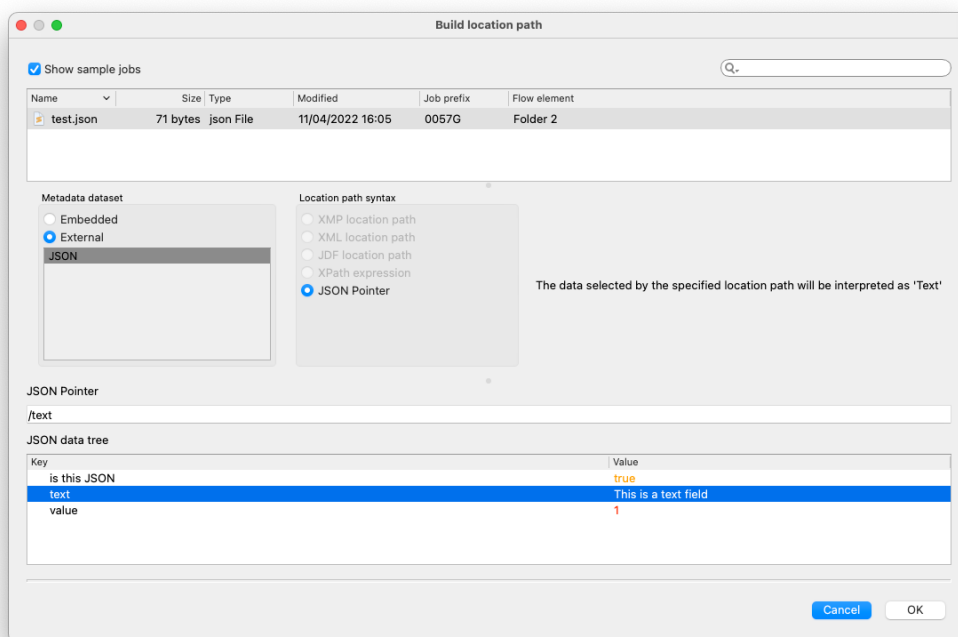 Build location path
Show sample jobs
Name Size Type Modified Job prefix Flow element
test.json 71 bytes json File 11/04/2022 16:05 0057G Folder 2
Metadata dataset
Embedded
External
JSON
Location path syntax
XMP location path
XML location path
JDF location path
XPath expression
JSON Pointer
The data selected by the specified location path will be interpreted as 'Text'
JSON Pointer
/text
JSON data tree
Key Value
is this JSON true
text This is a text field
value 1
Cancel OK